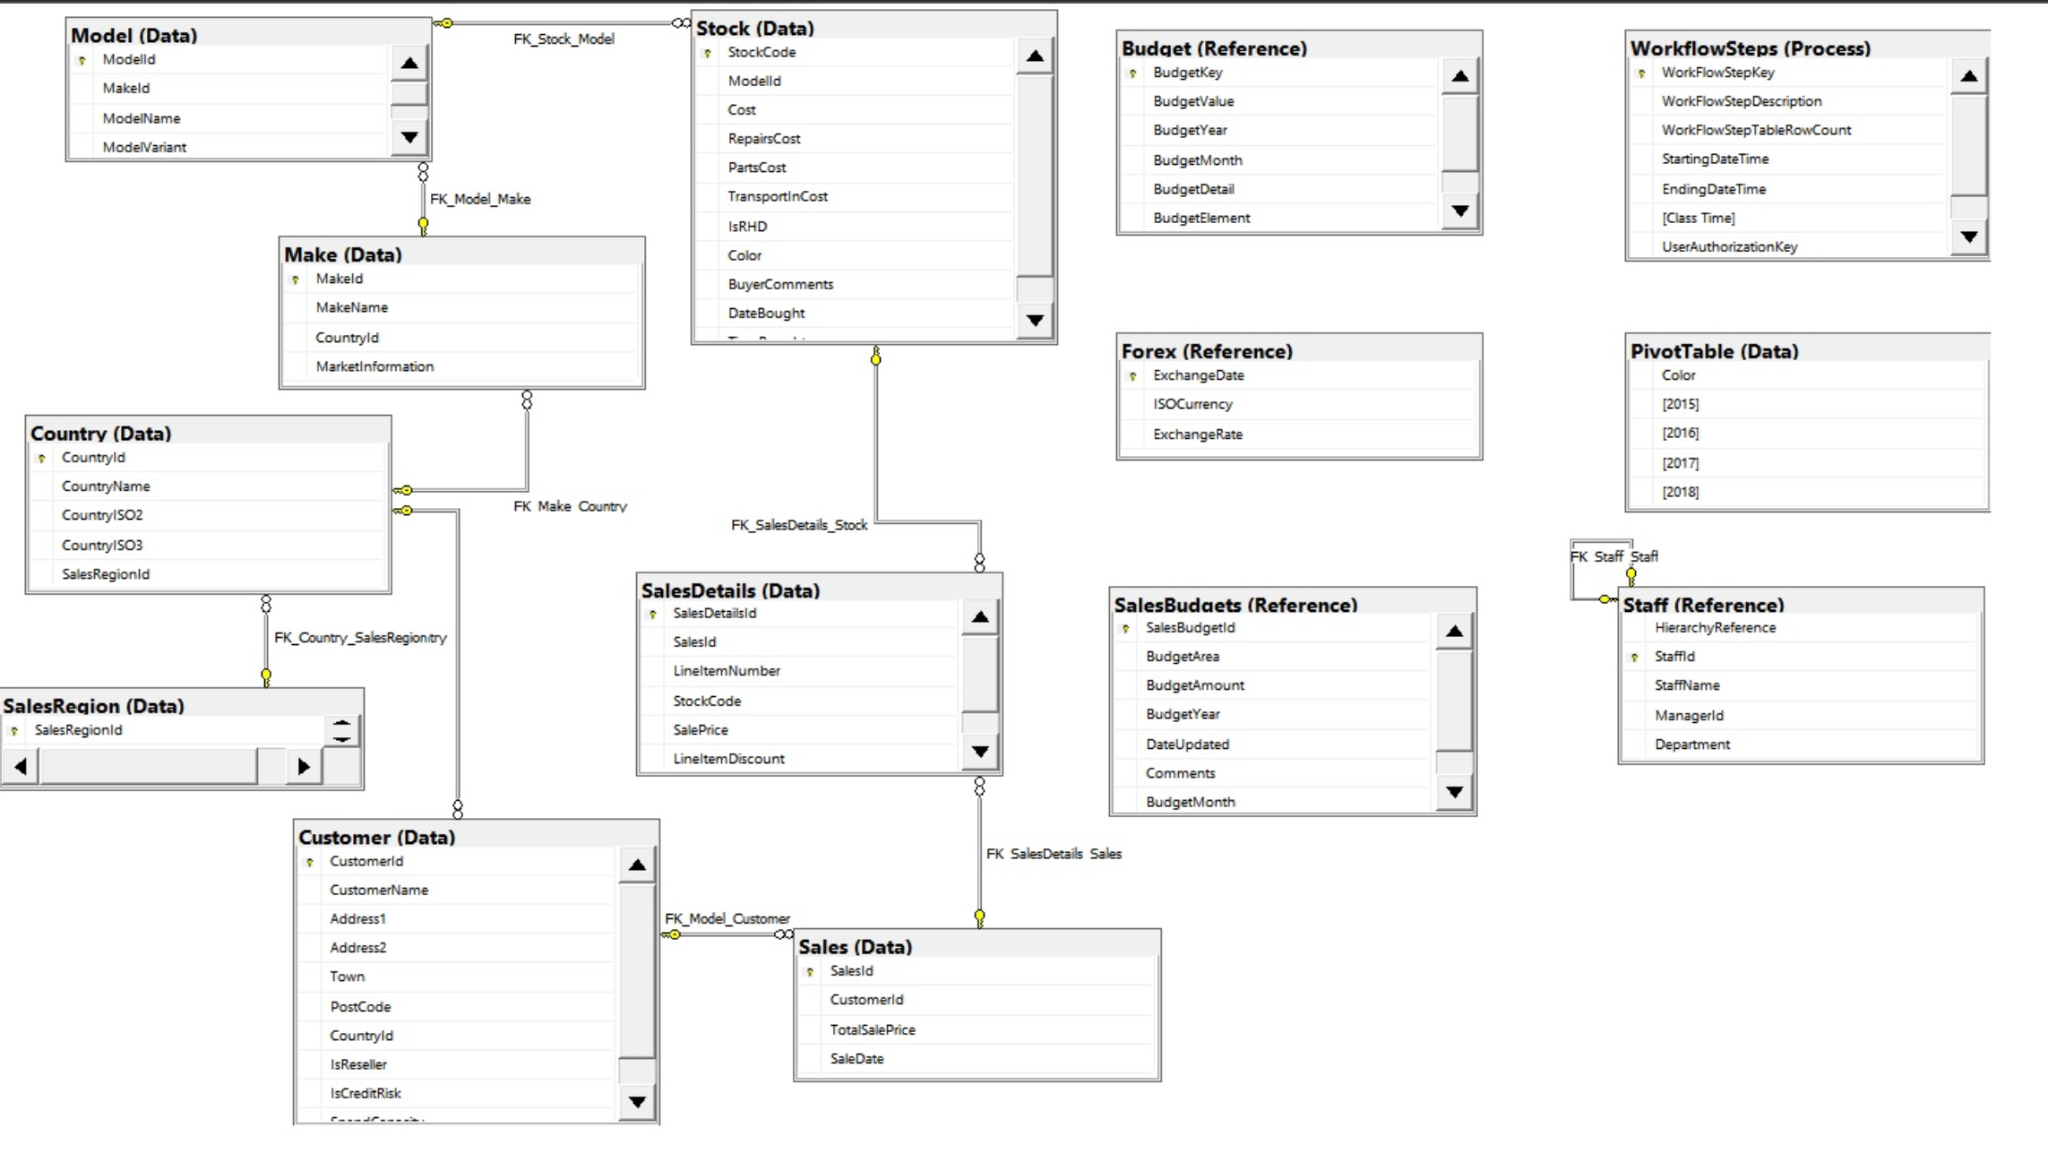 Model (Data)
ModelId
MakeId
ModelName
ModelVariant
FK_Stock_Model
Stock (Data)
StockCode
ModelId
Cost
RepairsCost
PartsCost
TransportInCost
IsRHD
Color
BuyerComments
DateBought
Budget (Reference)
BudgetKey
BudgetValue
BudgetYear
BudgetMonth
BudgetDetail
BudgetElement
WorkflowSteps (Process)
WorkFlowStepKey
WorkFlowStepDescription
WorkFlowStepTableRowCount
StartingDateTime
EndingDateTime
[Class Time]
UserAuthorizationKey
FK_Model_Make
Make (Data)
MakeId
MakeName
CountryId
MarketInformation
Forex (Reference)
ExchangeDate
ISOCurrency
ExchangeRate
PivotTable (Data)
Color
[2015]
[2016]
[2017]
[2018]
Country (Data)
CountryId
CountryName
CountryISO2
CountryISO3
SalesRegionId
FK_Make_Country
FK_SalesDetails_Stock
FK_Staff_Staff
SalesDetails (Data)
SalesDetailsId
SalesId
LineItemNumber
StockCode
SalePrice
LineItemDiscount
SalesBudgets (Reference)
SalesBudgetId
BudgetArea
BudgetAmount
BudgetYear
DateUpdated
Comments
BudgetMonth
Staff (Reference)
HierarchyReference
StaffId
StaffName
ManagerId
Department
FK_Country_SalesRegion
SalesRegion (Data)
SalesRegionId
Customer (Data)
CustomerId
CustomerName
Address1
Address2
Town
PostCode
CountryId
IsReseller
IsCreditRisk
FK_SalesDetails_Sales
FK_Model_Customer
Sales (Data)
SalesId
CustomerId
TotalSalePrice
SaleDate